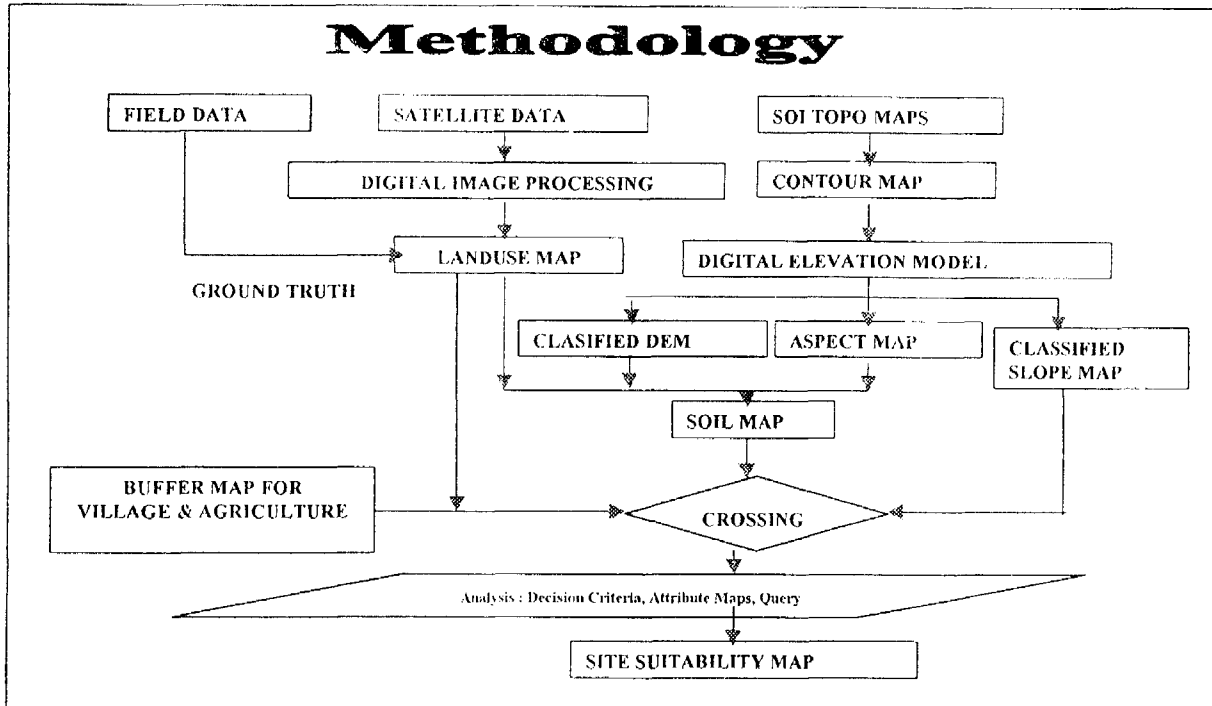 Methodology
FIELD DATA
SATELLITE DATA
SOI TOPO MAPS
DIGITAL IMAGE PROCESSING
CONTOUR MAP
LANDUSE MAP
DIGITAL ELEVATION MODEL
GROUND TRUTH
CLASIFIED DEM
ASPECT MAP
CLASSIFIED
SLOPE MAP
SOIL MAP
BUFFER MAP FOR
VILLAGE & AGRICULTURE
CROSSING
Analysis : Decision Criteria, Attribute Maps, Query
SITE SUITABILITY MAP